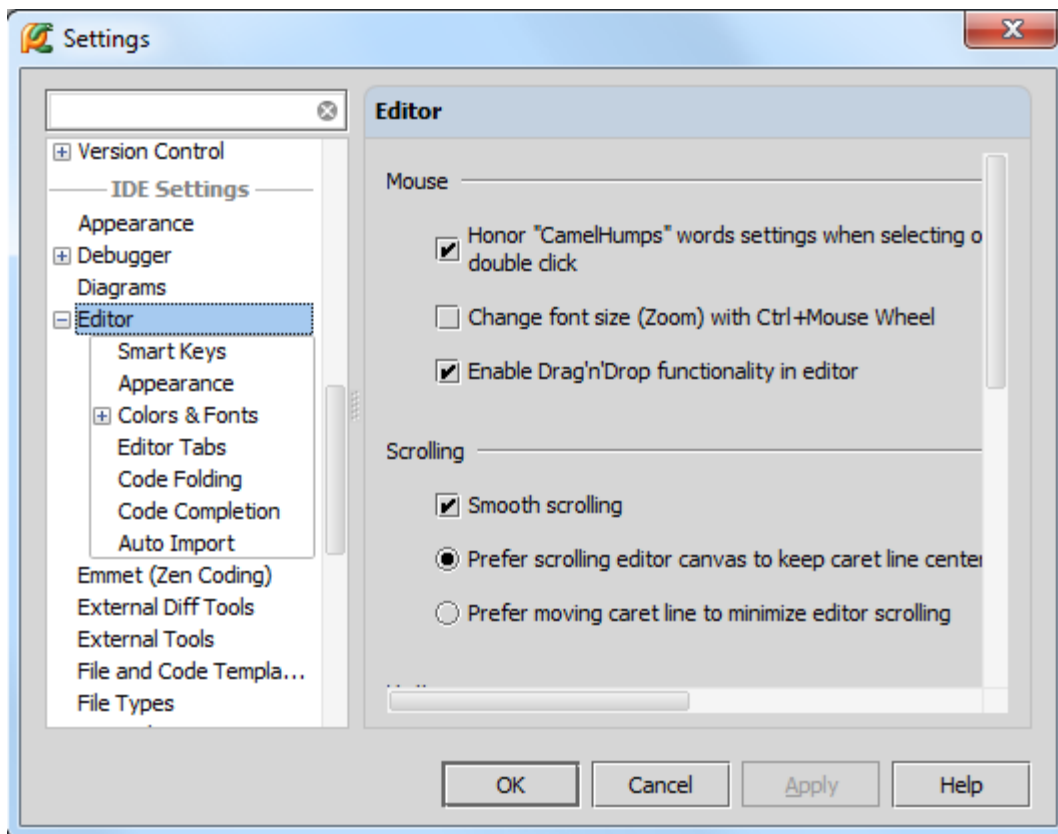 Settings
Version Control
IDE Settings
Appearance
Debugger
Diagrams
Editor
Smart Keys
Appearance
Colors & Fonts
Editor Tabs
Code Folding
Code Completion
Auto Import
Emmet (Zen Coding)
External Diff Tools
External Tools
File and Code Templa...
File Types
Editor
Mouse
Honor "CamelHumps" words settings when selecting o
double click
Change font size (Zoom) with Ctrl+Mouse Wheel
Enable Drag'n'Drop functionality in editor
Scrolling
Smooth scrolling
Prefer scrolling editor canvas to keep caret line center
Prefer moving caret line to minimize editor scrolling
OK
Cancel
Apply
Help